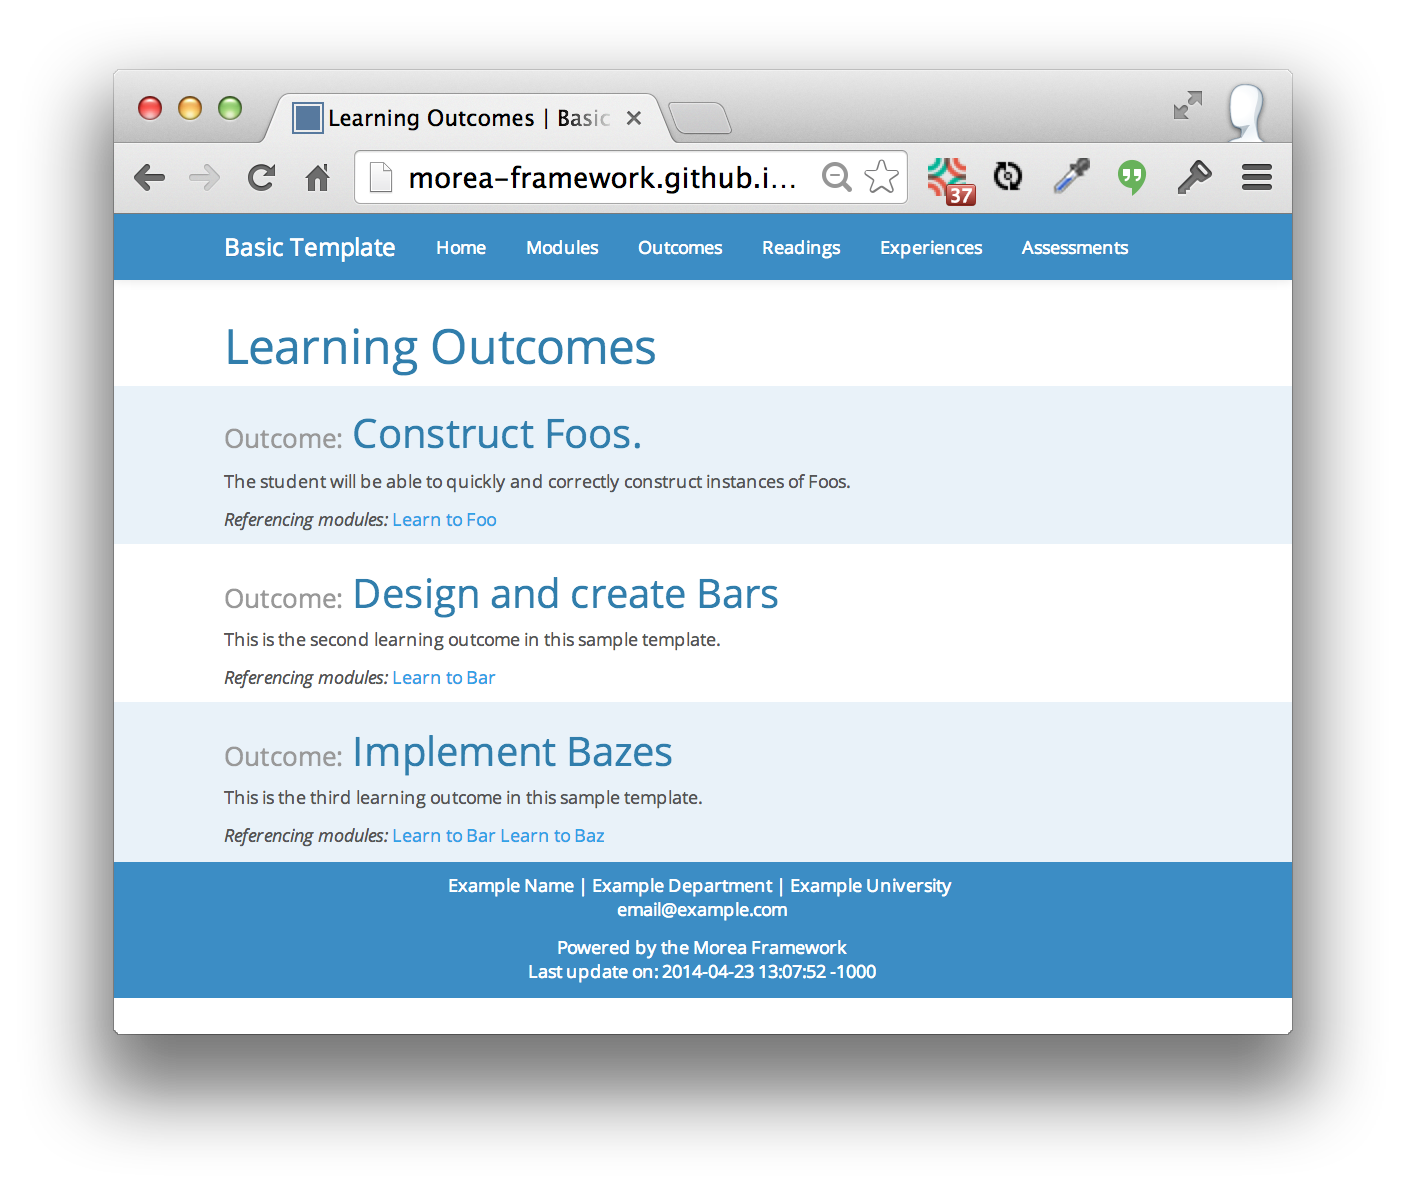 Learning Outcomes | Basic
morea-framework.github.i...
37
Basic Template Home Modules Outcomes Readings Experiences Assessments
Learning Outcomes
Outcome: Construct Foos.
The student will be able to quickly and correctly construct instances of Foos.
Referencing modules: Learn to Foo
Outcome: Design and create Bars
This is the second learning outcome in this sample template.
Referencing modules: Learn to Bar
Outcome: Implement Bazes
This is the third learning outcome in this sample template.
Referencing modules: Learn to Bar Learn to Baz
Example Name | Example Department | Example University
email@example.com
Powered by the Morea Framework
Last update on: 2014-04-23 13:07:52 -1000